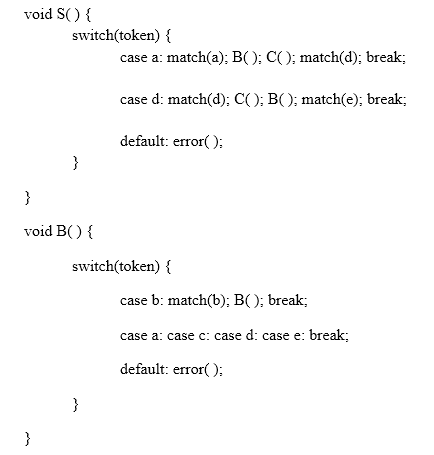 void S( ) {
switch(token) {
case a: match(a); B( ); C( ); match(d); break;
case d: match(d); C( ); B( ); match(e); break;
default: error( );
}
}
void B( ) {
switch(token) {
case b: match(b); B( ); break;
case a: case c: case d: case e: break;
default: error( );
}
}